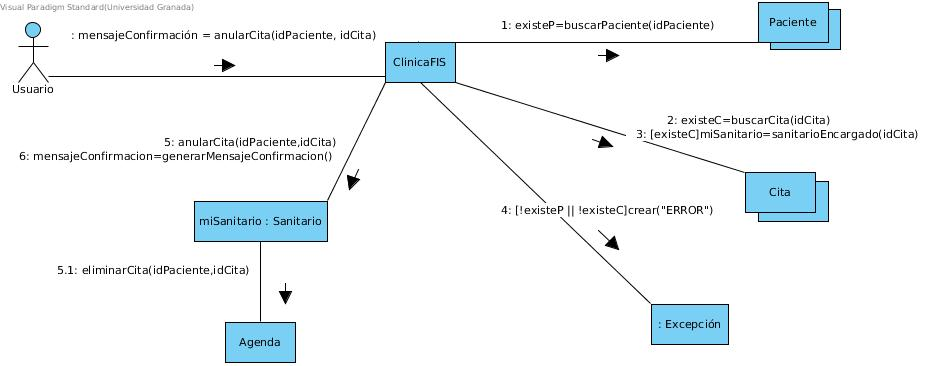 Visual Paradigm Standard(Universidad Granada)
: mensajeConfirmación = anularCita(idPaciente, idCita)
1: existeP=buscarPaciente(idPaciente)
Paciente
Usuario
ClinicaFIS
2: existeC=buscarCita(idCita)
3: [existeC]miSanitario=sanitarioEncargado(idCita)
5: anularCita(idPaciente,idCita)
6: mensajeConfirmacion=generarMensajeConfirmacion()
Cita
4: [!existeP || !existeC]crear("ERROR")
miSanitario : Sanitario
5.1: eliminarCita(idPaciente,idCita)
: Excepción
Agenda